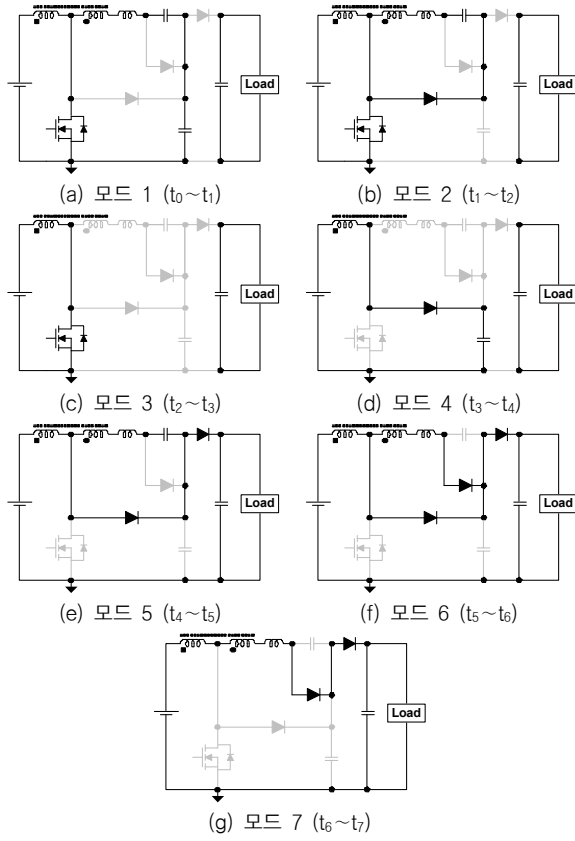 Load
Load
(a) 모드 1 (t₀~t₁)
(b) 모드 2 (t₁~t₂)
Load
Load
(c) 모드 3 (t₂~t₃)
(d) 모드 4 (t₃~t₄)
Load
Load
(e) 모드 5 (t₄~t₅)
(f) 모드 6 (t₅~t₆)
Load
(g) 모드 7 (t₆~t₇)